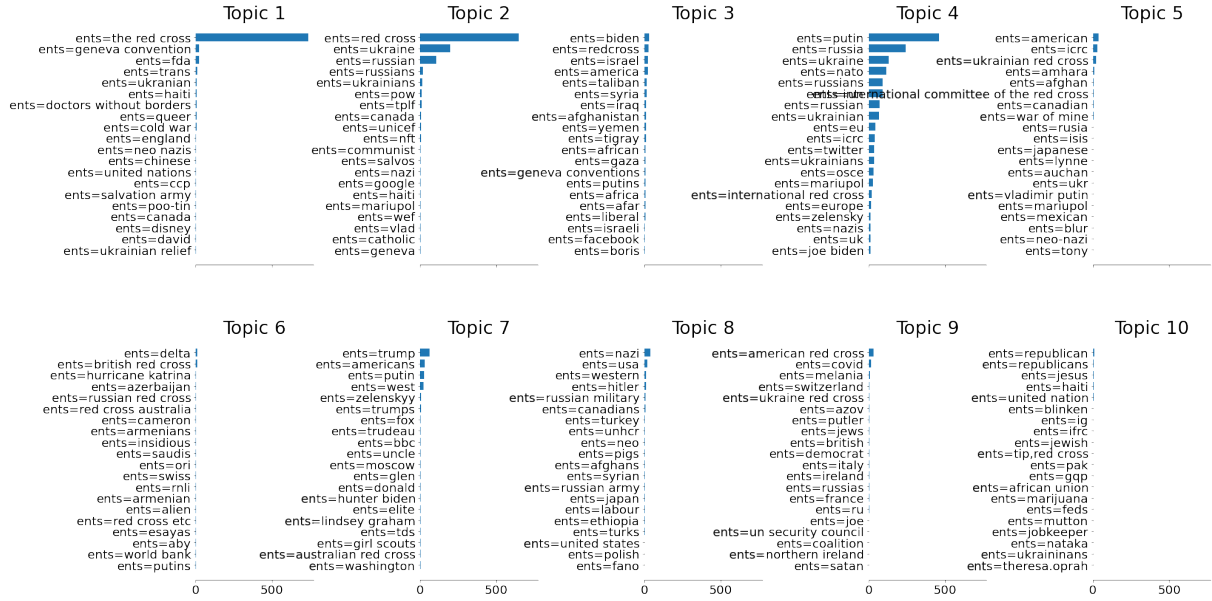 Topic 1
ents=the red cross
ents=geneva convention
ents=fda
ents=trans
ents=ukranian
ents=haiti
ents=doctors without borders
ents=queer
ents=cold war
ents=england
ents=neo nazis
ents=chinese
ents=united nations
ents=ccp
ents=salvation army
ents=poo-tin
ents=canada
ents=disney
ents=david
ents=ukrainian relief
Topic 2
ents=red cross
ents=ukraine
ents=russian
ents=russians
ents=ukrainians
ents=pow
ents=tplf
ents=canada
ents=unicef
ents=nft
ents=communist
ents=salvos
ents=nazi
ents=google
ents=haiti
ents=mariupol
ents=wef
ents=vlad
ents=catholic
ents=geneva
Topic 3
ents=biden
ents=redcross
ents=israel
ents=america
ents=taliban
ents=syria
ents=iraq
ents=afghanistan
ents=yemen
ents=tigray
ents=african
ents=gaza
ents=geneva conventions
ents=putins
ents=africa
ents=afar
ents=liberal
ents=israeli
ents=facebook
ents=boris
Topic 4
ents=putin
ents=russia
ents=ukraine
ents=nato
ents=russians
ents=russian
ents=ukrainian
ents=eu
ents=icrc
ents=twitter
ents=ukrainians
ents=osce
ents=mariupol
ents=international red cross
ents=europe
ents=zelensky
ents=nazis
ents=uk
ents=joe biden
Topic 5
ents=american
ents=icrc
ents=ukrainian red cross
ents=amhara
ents=afghan
ents=international committee of the red cross
ents=canadian
ents=war of mine
ents=rusia
ents=isis
ents=japanese
ents=lynne
ents=auchan
ents=ukr
ents=vladimir putin
ents=mariupol
ents=mexican
ents=blur
ents=neo-nazi
ents=tony
Topic 6
ents=delta
ents=british red cross
ents=hurricane katrina
ents=azerbaijan
ents=russian red cross
ents=red cross australia
ents=cameron
ents=armenians
ents=insidious
ents=saudis
ents=ori
ents=swiss
ents=rnli
ents=armenian
ents=alien
ents=red cross etc
ents=esayas
ents=aby
ents=world bank
ents=putins
0 500
Topic 7
ents=trump
ents=americans
ents=putin
ents=west
ents=zelenskyy
ents=trumps
ents=fox
ents=trudeau
ents=bbc
ents=uncle
ents=moscow
ents=glen
ents=donald
ents=hunter biden
ents=elite
ents=lindsey graham
ents=tds
ents=girl scouts
ents=australian red cross
ents=washington
0 500
Topic 8
ents=nazi
ents=usa
ents=western
ents=hitler
ents=russian military
ents=canadians
ents=turkey
ents=unhcr
ents=neo
ents=pigs
ents=afghans
ents=syrian
ents=russian army
ents=japan
ents=labour
ents=ethiopia
ents=turks
ents=united states
ents=polish
ents=fano
0 500
Topic 9
ents=american red cross
ents=covid
ents=melania
ents=switzerland
ents=ukraine red cross
ents=azov
ents=putler
ents=jews
ents=british
ents=democrat
ents=italy
ents=ireland
ents=russias
ents=france
ents=ru
ents=joe
ents=un security council
ents=coalition
ents=northern ireland
ents=satan
0 500
Topic 10
ents=republican
ents=republicans
ents=jesus
ents=haiti
ents=united nation
ents=blinken
ents=ig
ents=ifrc
ents=jewish
ents=tip,red cross
ents=pak
ents=gqp
ents=african union
ents=marijuana
ents=feds
ents=mutton
ents=jobkeeper
ents=nataka
ents=ukraininans
ents=theresa.oprah
0 500